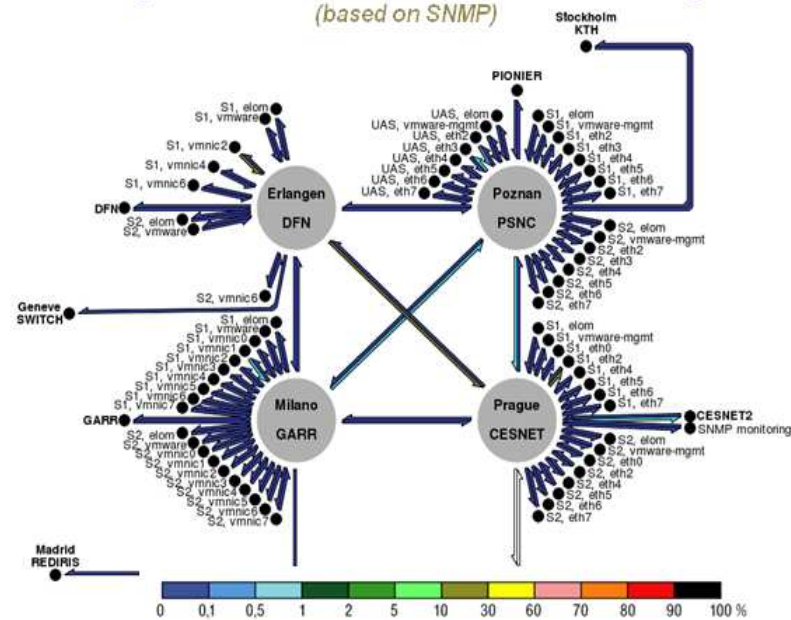 (based on SNMP)
Stockholm
KTH
PIONIER
S1, elom
S1, vmware
S1, vmnic2
S1, vmnic4
S1, vmnic6
DFN
S2, elom
S2, vmware
Erlangen
DFN
S2, vmnic6
Geneve
SWITCH
UAS, elom
UAS, vmware-mgmt
UAS, eth2
UAS, eth3
UAS, eth4
UAS, eth5
UAS, eth6
UAS, eth7
Poznan
PSNC
S1, elom
S1, vmware-mgmt
S1, eth2
S1, eth3
S1, eth4
S1, eth5
S1, eth6
S1, eth7
S2, elom
S2, vmware-mgmt
S2, eth2
S2, eth3
S2, eth4
S2, eth5
S2, eth6
S2, eth7
S1, elom
S1, vmware
S1, vmnic0
S1, vmnic1
S1, vmnic2
S1, vmnic3
S1, vmnic4
S1, vmnic5
S1, vmnic6
S1, vmnic7
GARR
Milano
GARR
S2, elom
S2, vmware
S2, vmnic0
S2, vmnic1
S2, vmnic2
S2, vmnic3
S2, vmnic4
S2, vmnic5
S2, vmnic6
S2, vmnic7
S1, elom
S1, vmware-mgmt
S1, eth0
S1, eth2
S1, eth4
S1, eth5
S1, eth6
S1, eth7
Prague
CESNET
CESNET2
SNMP monitoring
S2, elom
S2, vmware-mgmt
S2, eth0
S2, eth2
S2, eth4
S2, eth5
S2, eth6
S2, eth7
Madrid
REDIRIS
0 0,1 0,5 1 2 5 10 30 60 70 80 90 100 %